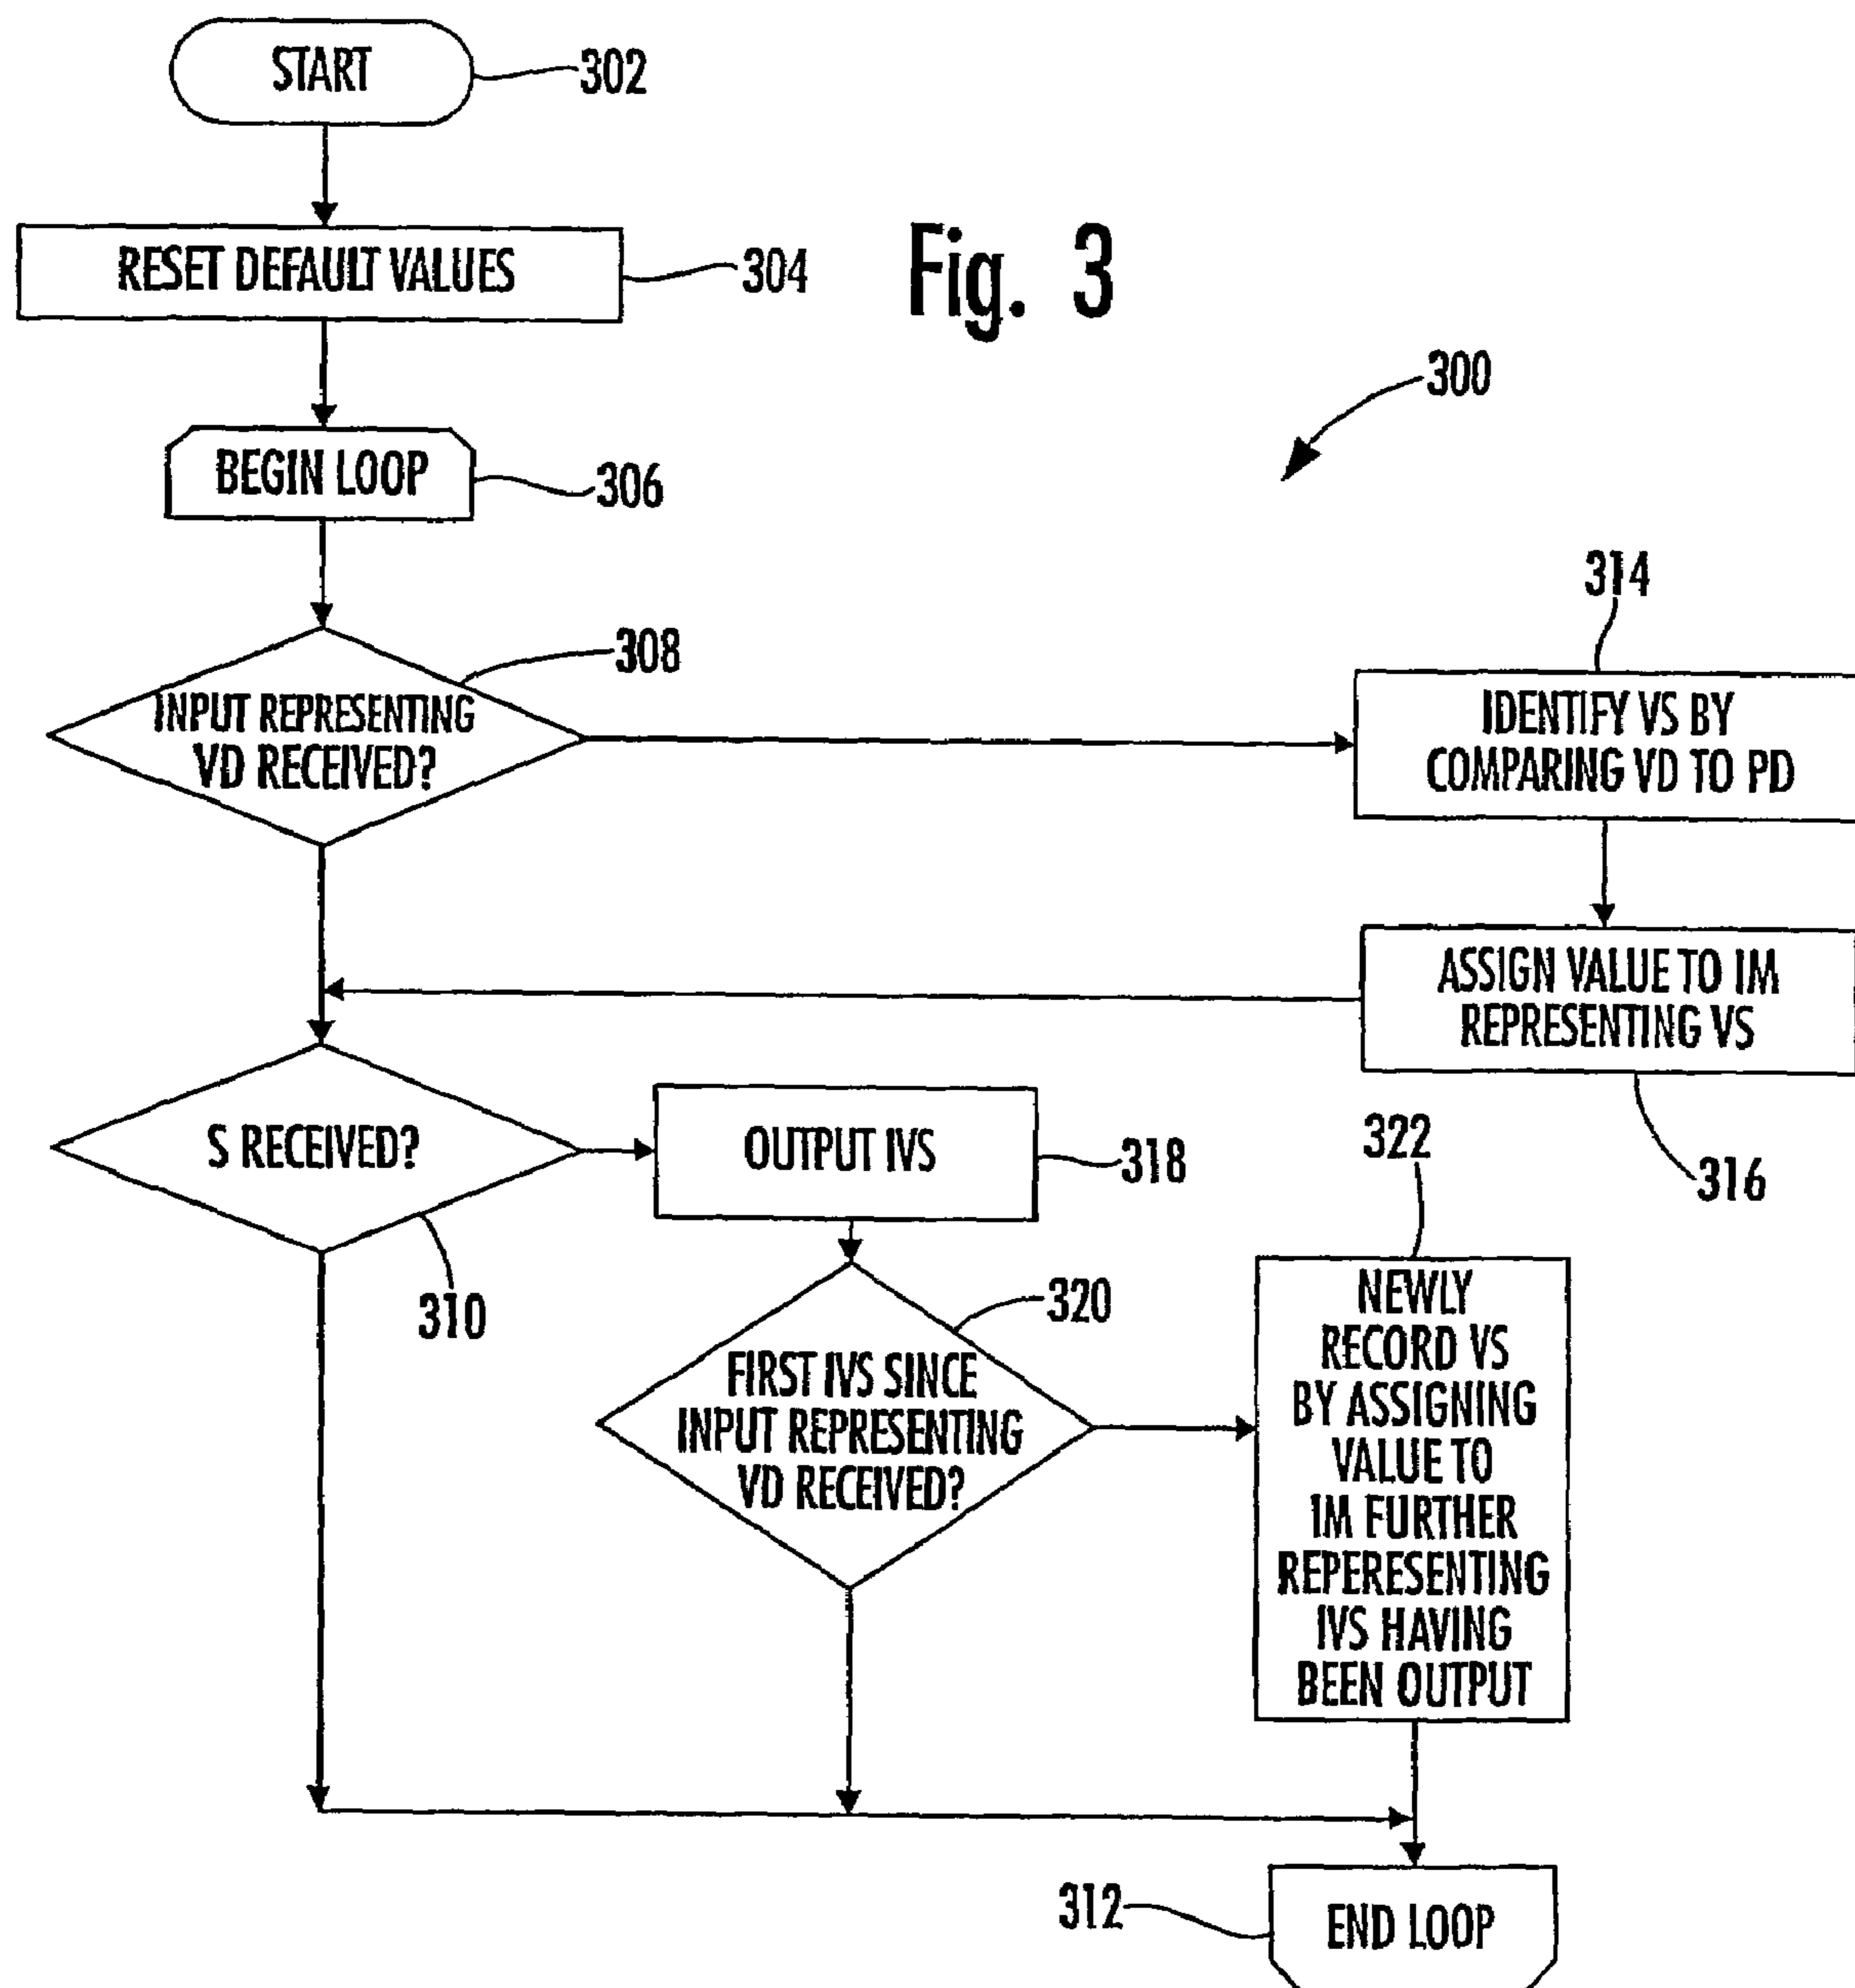 START
302
RESET DEFAULT VALUES
304
Fig. 3
300
BEGIN LOOP
306
308
INPUT REPRESENTING
VD RECEIVED?
314
IDENTIFY VS BY
COMPARING VD TO PD
ASSIGN VALUE TO IM
REPRESENTING VS
316
S RECEIVED?
310
OUTPUT IVS
318
320
FIRST IVS SINCE
INPUT REPRESENTING
VD RECEIVED?
322
NEWLY
RECORD VS
BY ASSIGNING
VALUE TO
IM FURTHER
REPERESENTING
IVS HAVING
BEEN OUTPUT
312
END LOOP